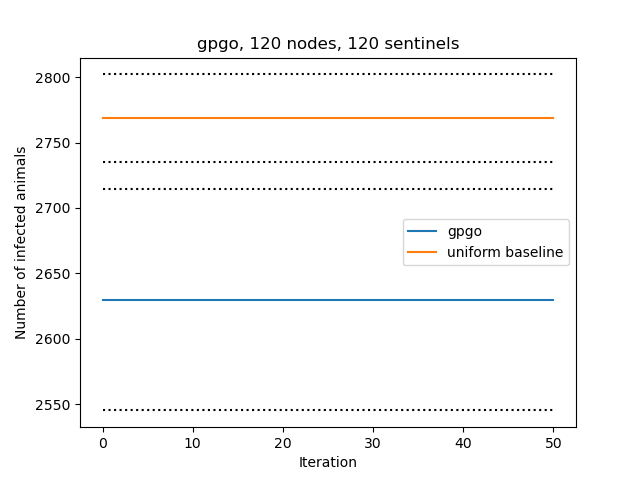 gpgo, 120 nodes, 120 sentinels
2800
2750
2700
2650
2600
2550
Number of infected animals
gpgo
uniform baseline
0
10
20
30
40
50
Iteration